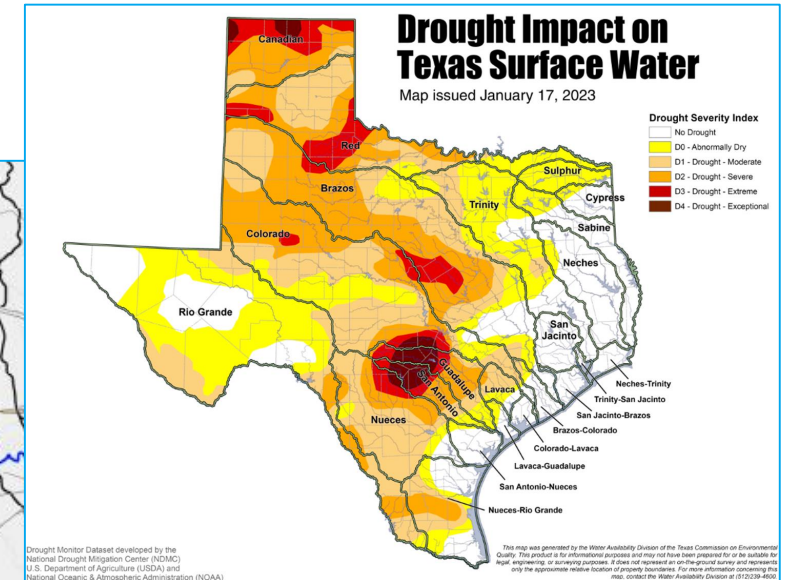 Drought Impact on
Texas Surface Water
Map issued January 17, 2023
Drought Severity Index
No Drought
D0 - Abnormally Dry
D1 - Drought - Moderate
D2 - Drought - Severe
D3 - Drought - Extreme
D4 - Drought - Exceptional
Canadian
Red
Sulphur
Brazos
Cypress
Trinity
Sabine
Colorado
Neches
Rio Grande
San
Jacinto
Guadalupe
San Antonio
Lavaca
Nueces
Neches-Trinity
Trinity-San Jacinto
San Jacinto-Brazos
Brazos-Colorado
Colorado-Lavaca
Lavaca-Guadalupe
San Antonio-Nueces
Nueces-Rio Grande
Drought Monitor Dataset developed by the
National Drought Mitigation Center (NDMC)
U.S. Department of Agriculture (USDA) and
National Oceanic & Atmospheric Administration (NOAA)
This map was generated by the Water Availability Division of the Texas Commission on Environmental
Quality. This product is for informational purposes and may not have been prepared for or be suitable for
legal, engineering, or surveying purposes. It does not represent an on-the-ground survey and represents
only the approximate relative location of property boundaries. For more information concerning this
map, contact the Water Availability Division at (512)239-4600.